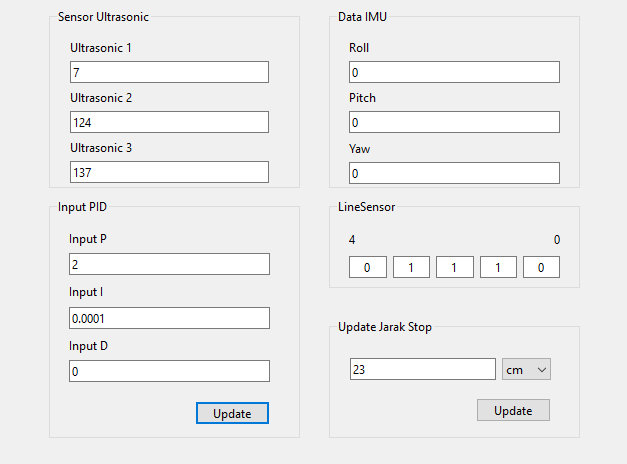 Sensor Ultrasonic
Ultrasonic 1
7
Ultrasonic 2
124
Ultrasonic 3
137
Data IMU
Roll
0
Pitch
0
Yaw
0
Input PID
Input P
2
Input I
0.0001
Input D
0
Update
LineSensor
4 0
0 1 1 1 0
Update Jarak Stop
23 cm
Update